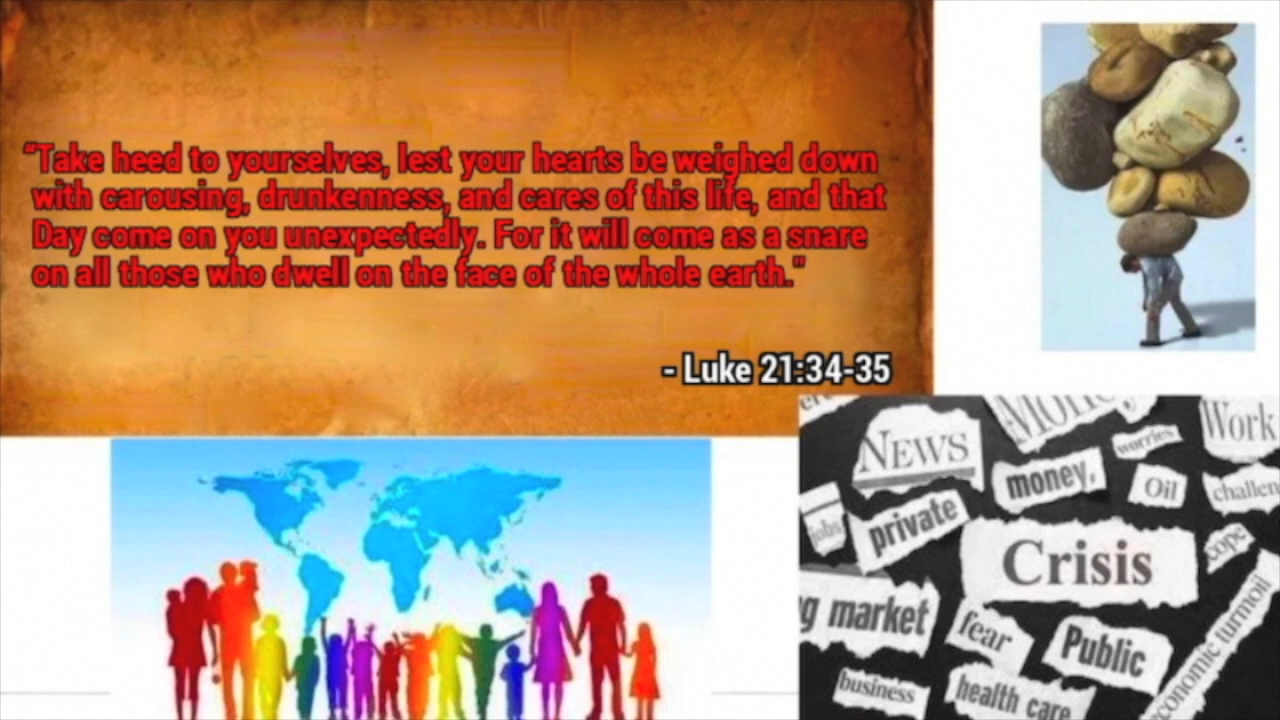 “Take heed to yourselves, lest your hearts be weighed down
with carousing, drunkenness, and cares of this life, and that
Day come on you unexpectedly. For it will come as a snare
on all those who dwell on the face of the whole earth."
- Luke 21:34-35
Money
Work
NEWS
worries
money,
Oil
challen
jobs
private
cope
Crisis
g market
fear
Public
conomic turmoil
business
health care